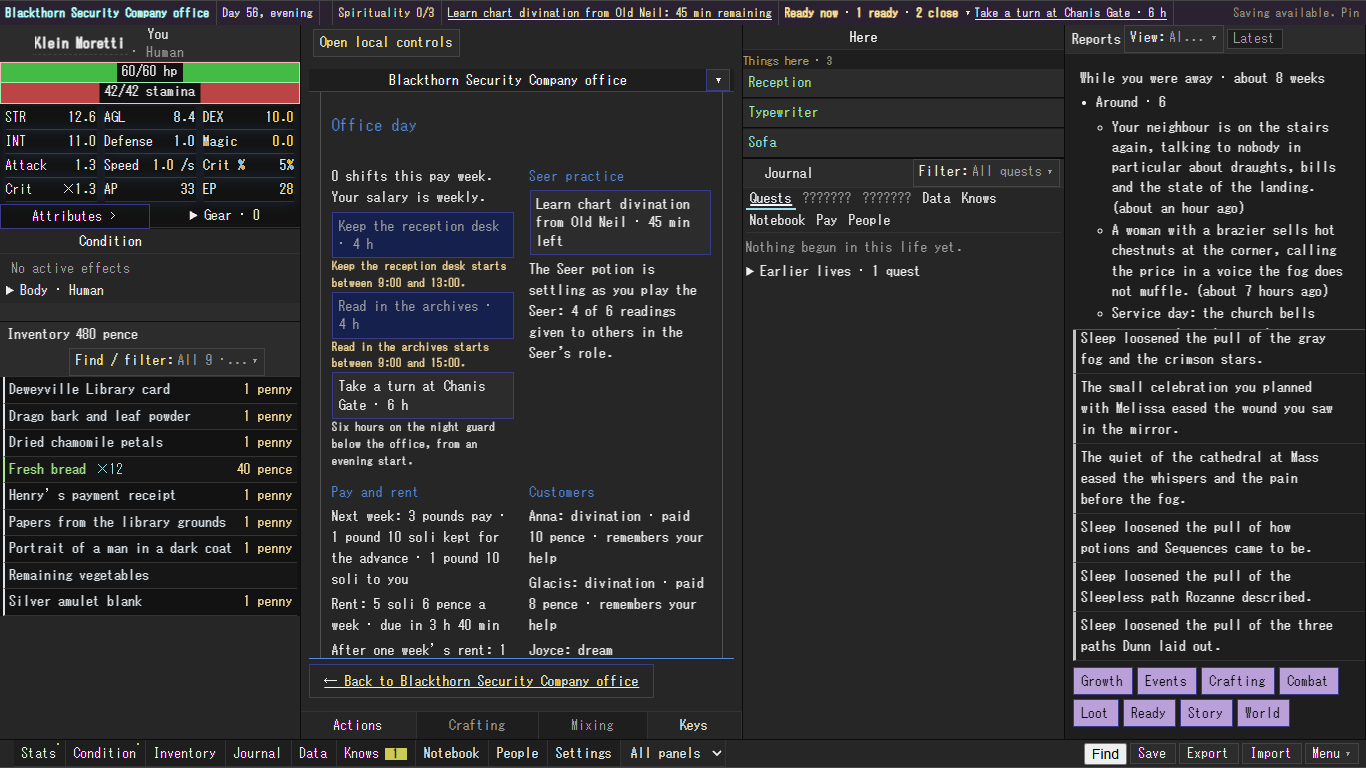 Blackthorn Security Company office
Day 56, evening
Spirituality 0/3
Learn chart divination from Old Neil: 45 min remaining
Ready now · 1 ready · 2 close ▾
Take a turn at Chanis Gate · 6 h
Saving available. Pin
Klein Moretti
You
· Human
60/60 hp
42/42 stamina
STR 12.6 AGL 8.4 DEX 10.0
INT 11.0 Defense 1.0 Magic 0.0
Attack 1.3 Speed 1.0 /s Crit % 5%
Crit ×1.3 AP 33 EP 28
Attributes >
▶ Gear · 0
Condition
No active effects
▶ Body · Human
Inventory 480 pence
Find / filter: All 9 ·... ▾
Deweyville Library card 1 penny
Drago bark and leaf powder 1 penny
Dried chamomile petals 1 penny
Fresh bread ×12 40 pence
Henry's payment receipt 1 penny
Papers from the library grounds 1 penny
Portrait of a man in a dark coat 1 penny
Remaining vegetables
Silver amulet blank 1 penny
Open local controls
Blackthorn Security Company office
▾
Office day
0 shifts this pay week.
Your salary is weekly.
Keep the reception desk
· 4 h
Keep the reception desk starts
between 9:00 and 13:00.
Read in the archives ·
4 h
Read in the archives starts
between 9:00 and 15:00.
Take a turn at Chanis
Gate · 6 h
Six hours on the night guard
below the office, from an
evening start.
Seer practice
Learn chart divination
from Old Neil · 45 min
left
The Seer potion is
settling as you play the
Seer: 4 of 6 readings
given to others in the
Seer's role.
Pay and rent
Next week: 3 pounds pay ·
1 pound 10 soli kept for
the advance · 1 pound 10
soli to you
Rent: 5 soli 6 pence a
week · due in 3 h 40 min
After one week's rent: 1
Customers
Anna: divination · paid
10 pence · remembers your
help
Glacis: divination · paid
8 pence · remembers your
help
Joyce: dream
← Back to Blackthorn Security Company office
Actions
Crafting
Mixing
Keys
Here
Things here · 3
Reception
Typewriter
Sofa
Journal
Filter: All quests ▾
Quests ??????? ??????? Data Knows
Notebook Pay People
Nothing begun in this life yet.
▶ Earlier lives · 1 quest
Reports
View: Al... ▾
Latest
While you were away · about 8 weeks
• Around · 6
Your neighbour is on the stairs
again, talking to nobody in
particular about draughts, bills
and the state of the landing.
(about an hour ago)
A woman with a brazier sells hot
chestnuts at the corner, calling
the price in a voice the fog does
not muffle. (about 7 hours ago)
Service day: the church bells
Sleep loosened the pull of the gray
fog and the crimson stars.
The small celebration you planned
with Melissa eased the wound you saw
in the mirror.
The quiet of the cathedral at Mass
eased the whispers and the pain
before the fog.
Sleep loosened the pull of how
potions and Sequences came to be.
Sleep loosened the pull of the
Sleepless path Rozanne described.
Sleep loosened the pull of the three
paths Dunn laid out.
Growth
Events
Crafting
Combat
Loot
Ready
Story
World
Stats
Condition
Inventory
Journal
Data
Knows 1
Notebook
People
Settings
All panels
Find
Save
Export
Import
Menu ▾